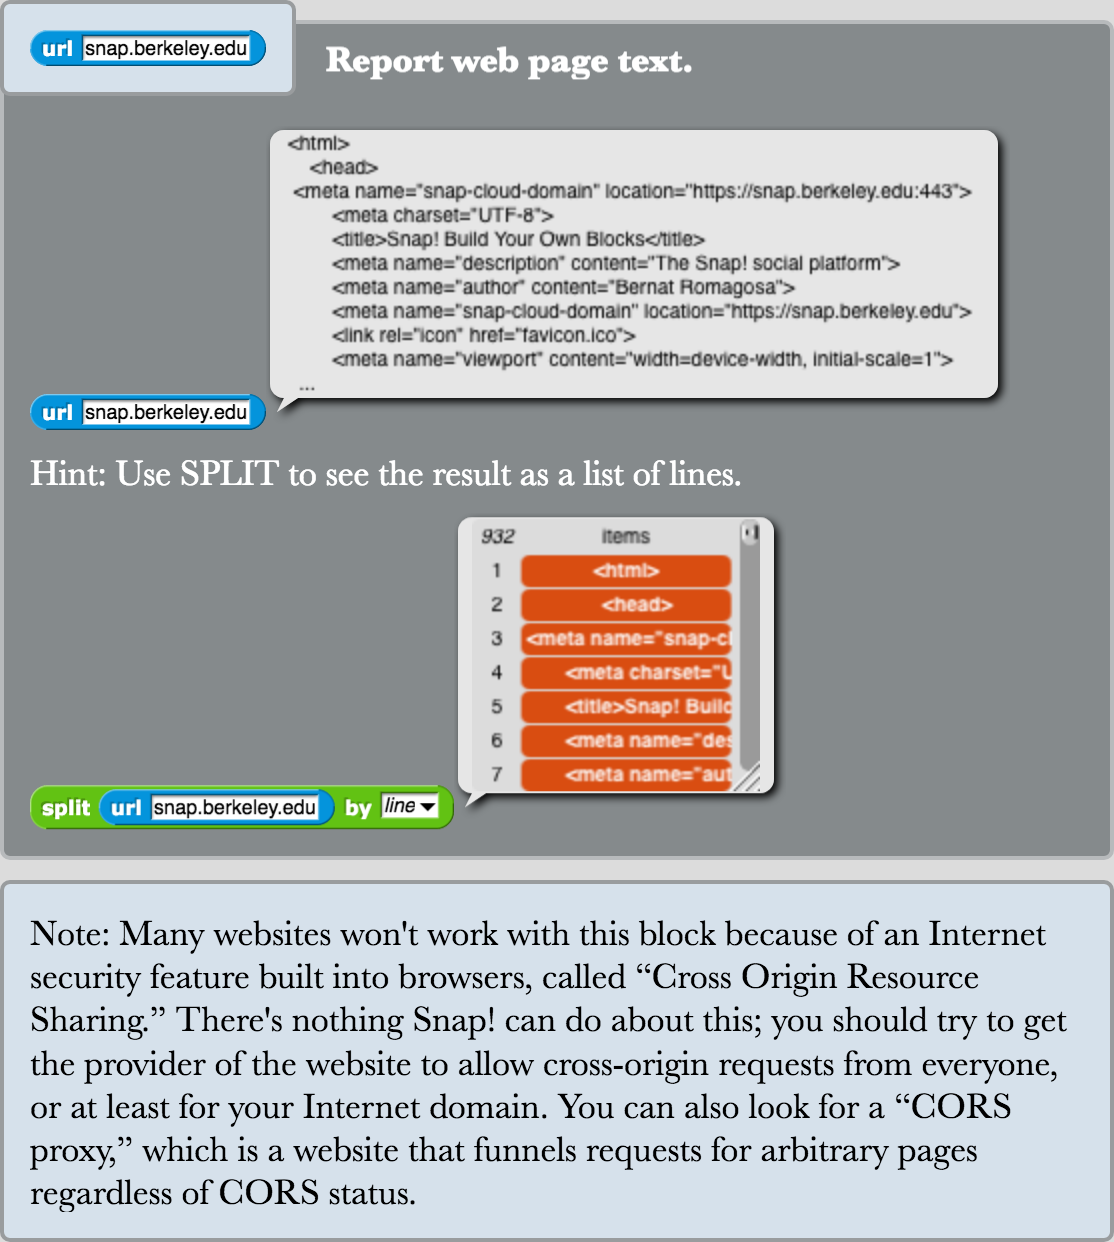 url snap.berkeley.edu
Report web page text.
<html>
<head>
<meta name="snap-cloud-domain" location="https://snap.berkeley.edu:443">
<meta charset="UTF-8">
<title>Snap! Build Your Own Blocks</title>
<meta name="description" content="The Snap! social platform">
<meta name="author" content="Bernat Romagosa">
<meta name="snap-cloud-domain" location="https://snap.berkeley.edu">
<link rel="icon" href="favicon.ico">
<meta name="viewport" content="width=device-width, initial-scale=1">
...
url snap.berkeley.edu
Hint: Use SPLIT to see the result as a list of lines.
932 items
1 <html>
2 <head>
3 <meta name="snap-cl
4 <meta charset="U
5 <title>Snap! Build
6 <meta name="des
7 <meta name="aut
split url snap.berkeley.edu by line
Note: Many websites won't work with this block because of an Internet
security feature built into browsers, called “Cross Origin Resource
Sharing.” There's nothing Snap! can do about this; you should try to get
the provider of the website to allow cross-origin requests from everyone,
or at least for your Internet domain. You can also look for a “CORS
proxy,” which is a website that funnels requests for arbitrary pages
regardless of CORS status.